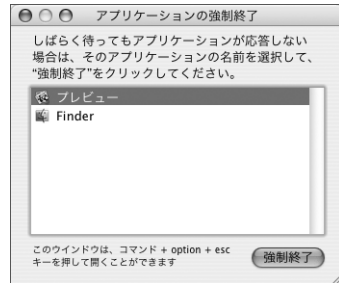 アプリケーションの強制終了
しばらく待ってもアプリケーションが応答しない
場合は、そのアプリケーションの名前を選択して、
“強制終了”をクリックしてください。
プレビュー
Finder
このウインドウは、コマンド + option + esc
キーを押して開くことができます
強制終了